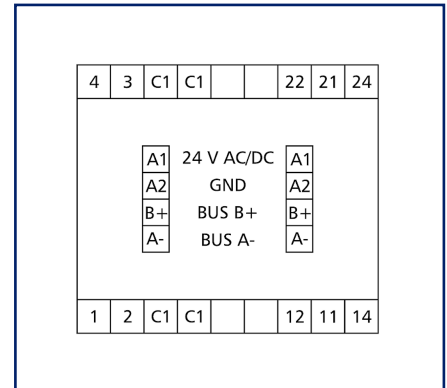 4 3 C1 C1 22 21 24
A1 24 V AC/DC A1
A2 GND A2
B+ BUS B+ B+
A- BUS A- A-
1 2 C1 C1 12 11 14